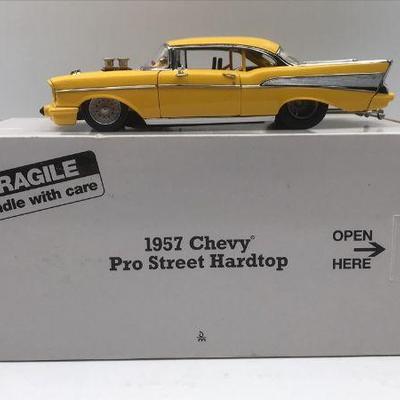 RAGILE
ndle with care
1957 Chevy®
Pro Street Hardtop
OPEN
HERE